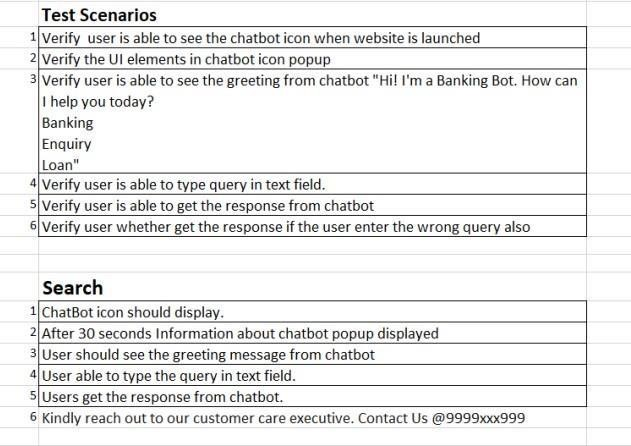 Test Scenarios
1 Verify  user is able to see the chatbot icon when website is launched
2 Verify the UI elements in chatbot icon popup
3 Verify user is able to see the greeting from chatbot "Hi! I'm a Banking Bot. How can
I help you today?
Banking
Enquiry
Loan"
4 Verify user is able to type query in text field.
5 Verify user is able to get the response from chatbot
6 Verify user whether get the response if the user enter the wrong query also
Search
1 ChatBot icon should display.
2 After 30 seconds Information about chatbot popup displayed
3 User should see the greeting message from chatbot
4 User able to type the query in text field.
5 Users get the response from chatbot.
6 Kindly reach out to our customer care executive. Contact Us @9999xxx999